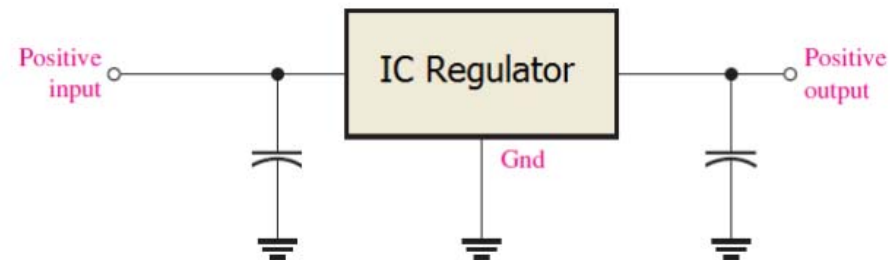 Positive
input
IC Regulator
Gnd
Positive
output